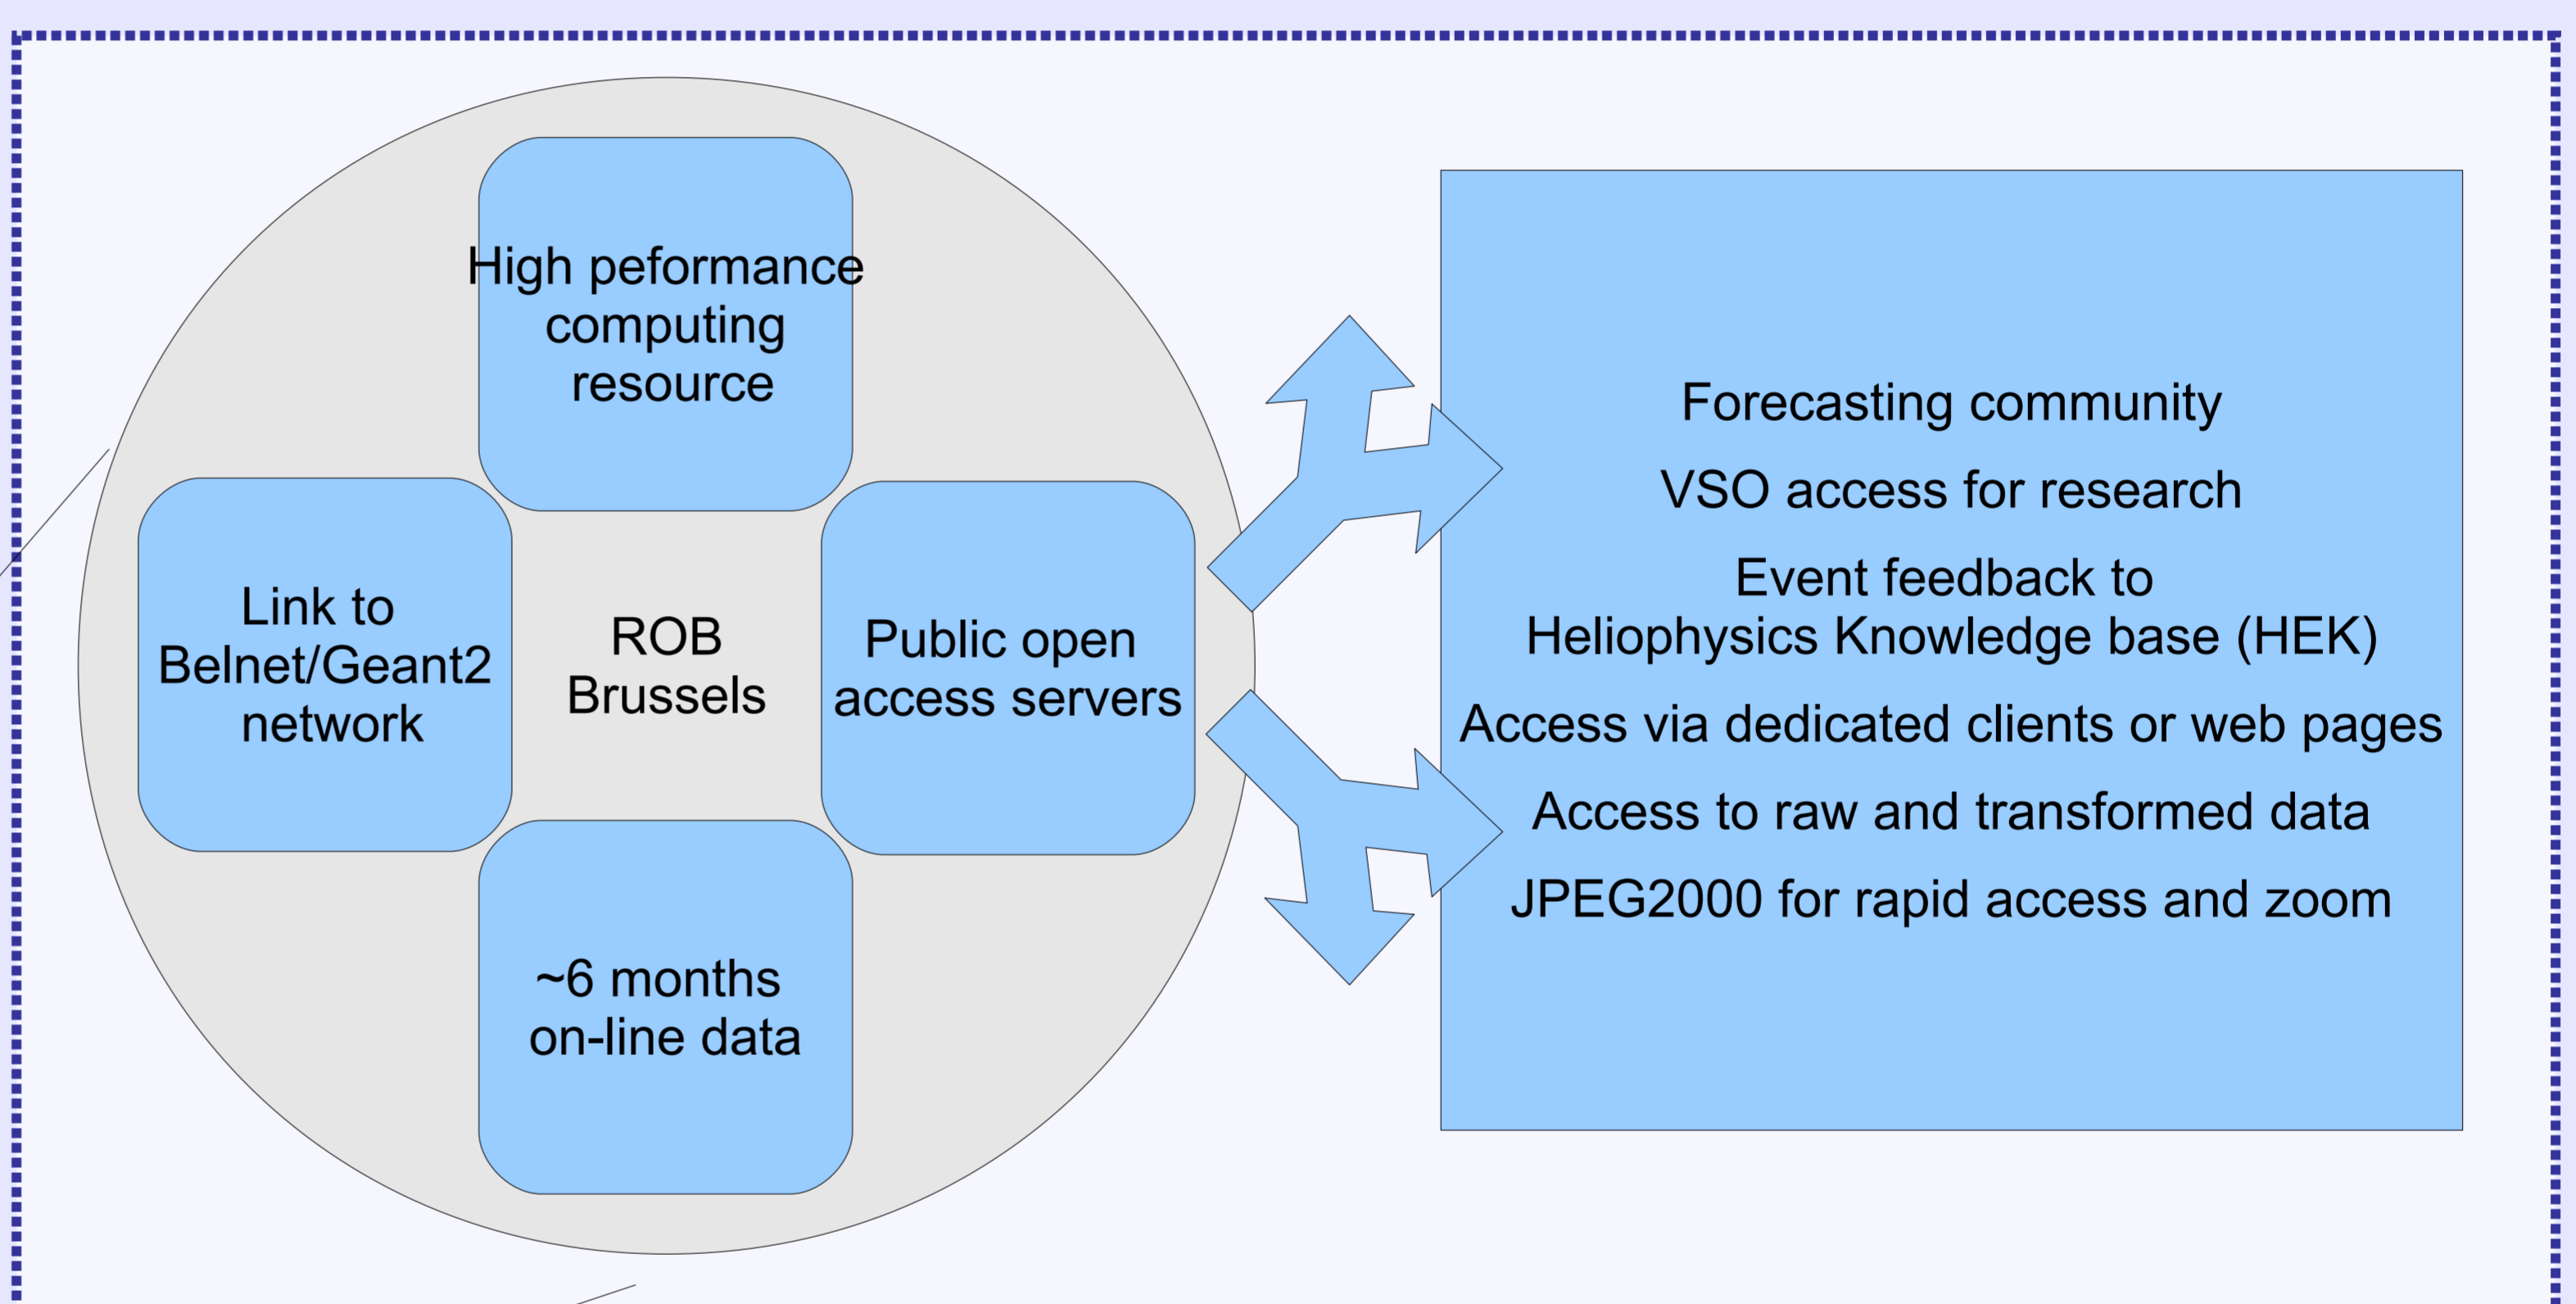 High peformance
computing
resource
Link to
Belnet/Geant2
network
ROB
Brussels
Public open
access servers
~6 months
on-line data
Forecasting community
VSO access for research
Event feedback to
Heliophysics Knowledge base (HEK)
Access via dedicated clients or web pages
Access to raw and transformed data
JPEG2000 for rapid access and zoom